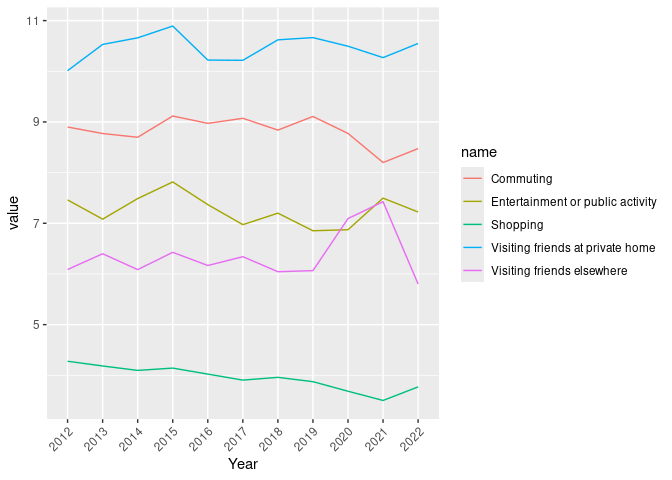 11
9
7
5
value
2012
2013
2014
2015
2016
2017
2018
2019
2020
2021
2022
Year
name
Commuting
Entertainment or public activity
Shopping
Visiting friends at private home
Visiting friends elsewhere